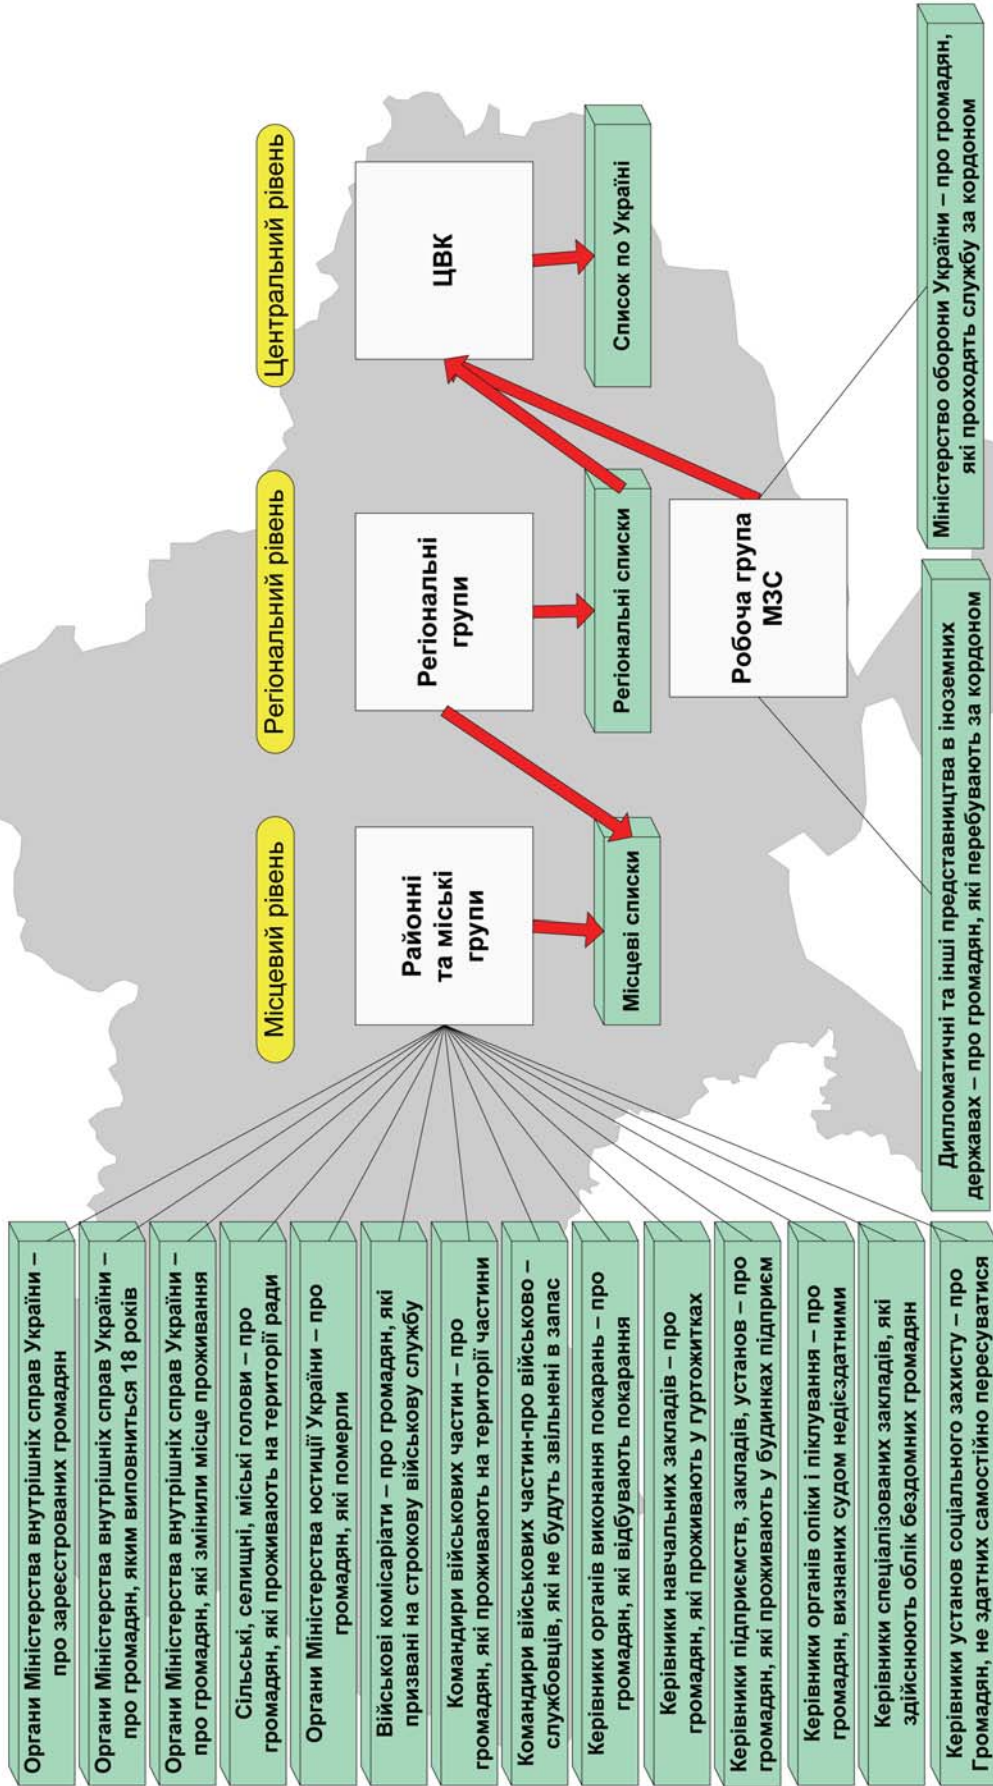 Місцевий рівень
Регіональний рівень
Центральний рівень
Органи Міністерства внутрішніх справ України –
про зареєстрованих громадян
Органи Міністерства внутрішніх справ України –
про громадян, яким виповниться 18 років
Органи Міністерства внутрішніх справ України –
про громадян, які змінили місце проживання
Сільські, селищні, міські голови – про
громадян, які проживають на території ради
Органи Міністерства юстиції України – про
громадян, які померли
Військові комісаріати – про громадян, які
призвані на строкову військову службу
Командири військових частин – про
громадян, які проживають на території частини
Командири військових частин-про військово –
службовців, які не будуть звільнені в запас
Керівники органів виконання покарань – про
громадян, які відбувають покарання
Керівники навчальних закладів – про
громадян, які проживають у гуртожитках
Керівники підприємств, закладів, установ – про
громадян, які проживають у будинках підприєм
Керівники органів опіки і піклування – про
громадян, визнаних судом недієздатними
Керівники спеціалізованих закладів, які
здійснюють облік бездомних громадян
Керівники установ соціального захисту – про
Громадян, не здатних самостійно пересуватися
Районні
та міські
групи
Місцеві списки
Регіональні
групи
Регіональні списки
ЦВК
Список по Україні
Робоча група
МЗС
Дипломатичні та інші представництва в іноземних
державах – про громадян, які перебувають за кордоном
Міністерство оборони України – про громадян,
які проходять службу за кордоном